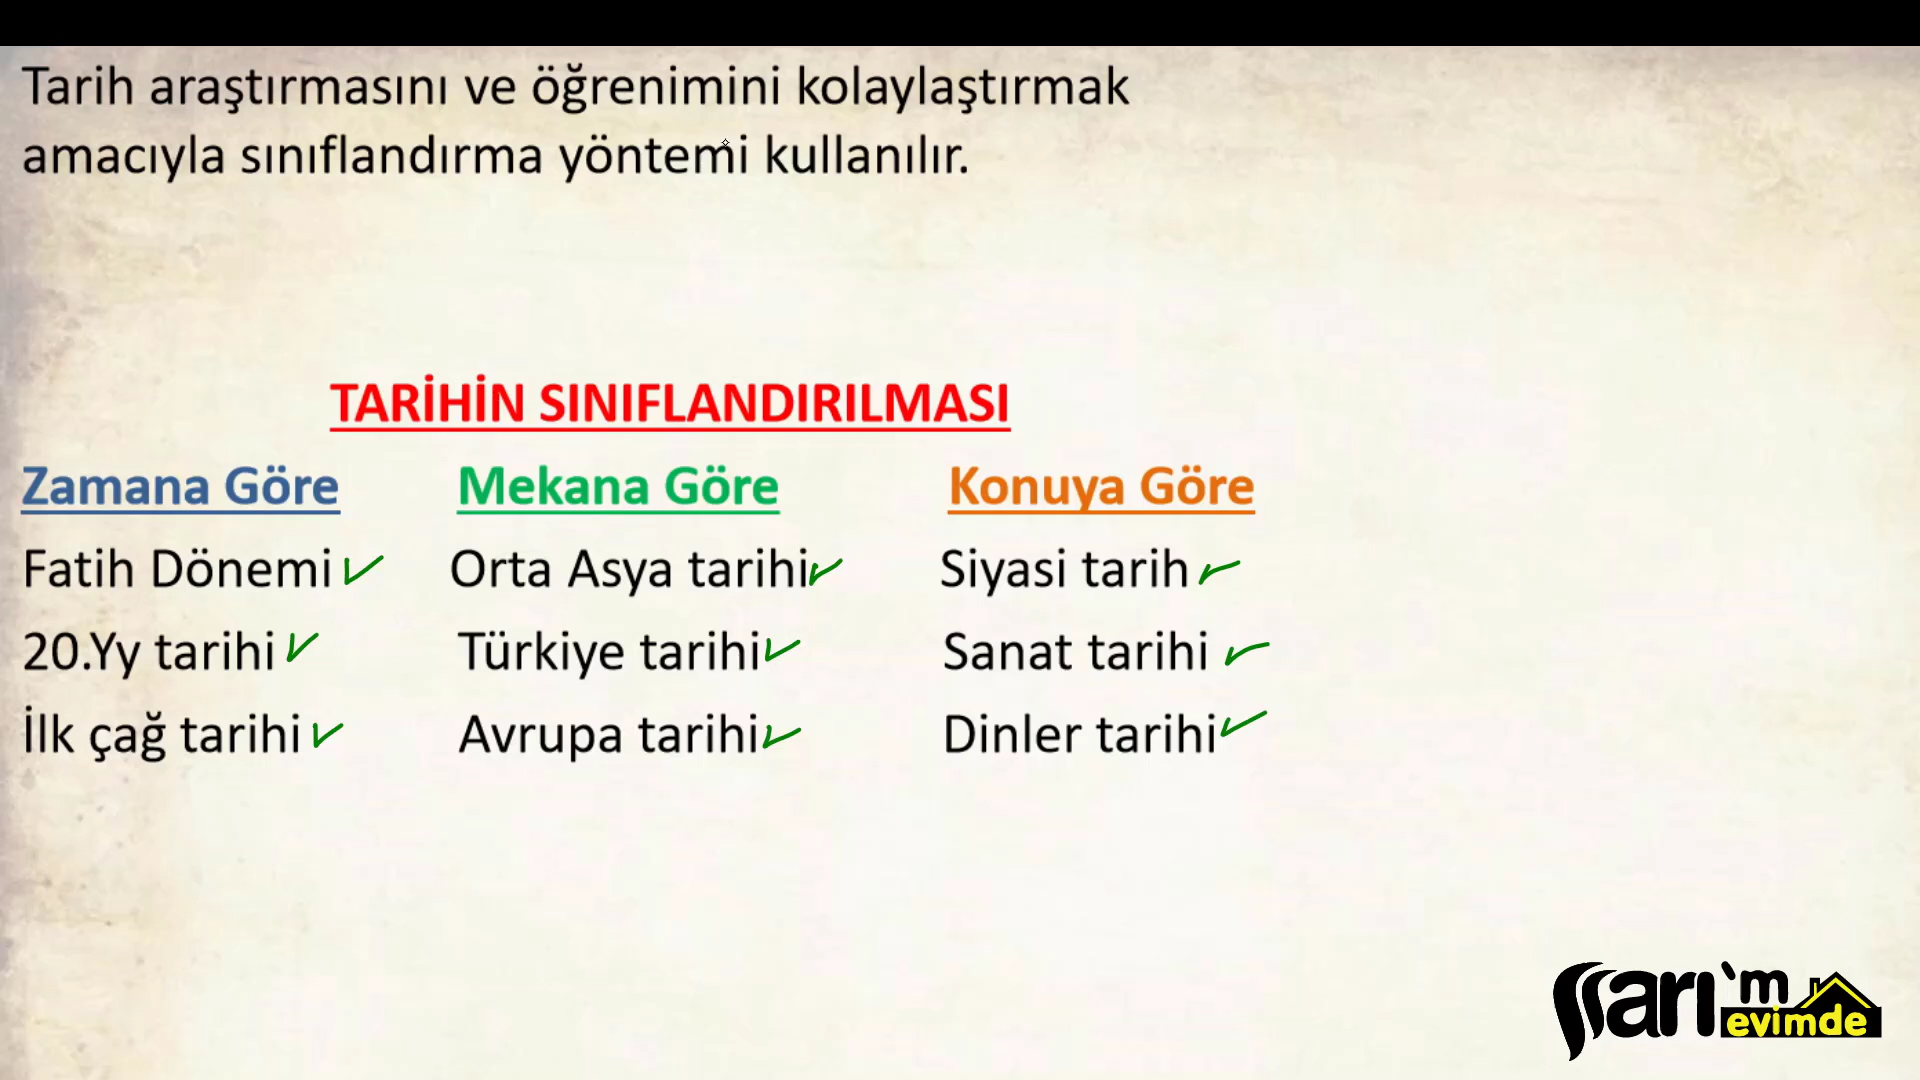 Tarih araştırmasını ve öğrenimini kolaylaştırmak
amacıyla sınıflandırma yöntemi kullanılır.
TARİHİN SINIFLANDIRILMASI
Zamana Göre Mekana Göre Konuya Göre
Fatih Dönemi Orta Asya tarihi Siyasi tarih
20.Yy tarihi Türkiye tarihi Sanat tarihi
İlk çağ tarihi Avrupa tarihi Dinler tarihi
Sarı'm
evimde